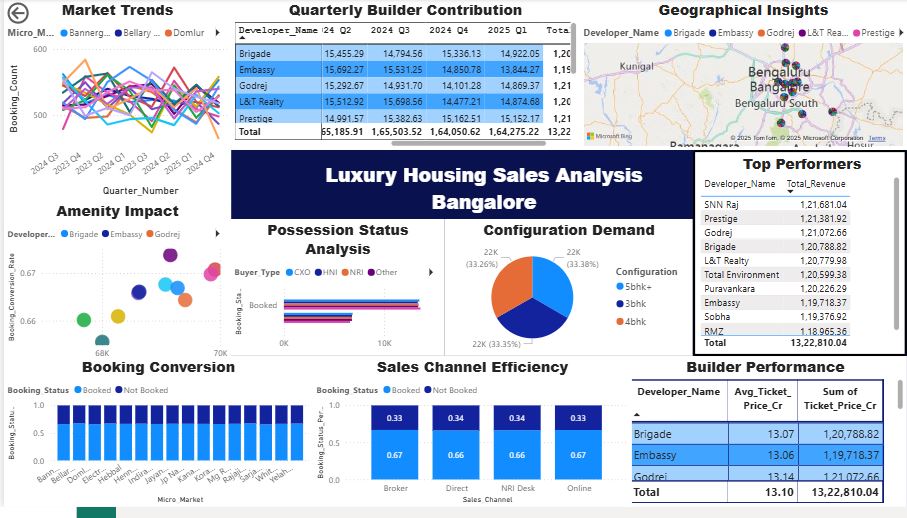 Market Trends
Micro_M... Bannerg... Bellary ... Domlur
Booking_Count
600
500
2024 Q3 2023 Q4 2023 Q2 2024 Q1 2023 Q3 2024 Q2 2025 Q1 2024 Q4
Quarter_Number
Quarterly Builder Contribution
Developer_Name 24 Q2 2024 Q3 2024 Q4 2025 Q1 Total
Brigade 15,455.29 14,794.56 15,336.13 14,922.05 1,20
Embassy 15,692.27 15,531.25 14,850.78 13,844.27 1,19
Godrej 15,292.67 14,931.70 14,101.28 14,869.37 1,21
L&T Realty 15,512.92 15,698.56 14,477.21 14,874.68 1,20
Prestige 14,991.57 15,382.63 15,162.51 15,152.17 1,21
Total 65,185.91 1,65,503.52 1,64,050.62 1,64,275.22 13,22
Geographical Insights
Developer_Name Brigade Embassy Godrej L&T Rea... Prestige
Kunigal
Bengaluru
Bangalore
Bengaluru South
Microsoft Bing
© 2025 TomTom, © 2025 Microsoft Corporation Terms
Ramanagara Hosur
Luxury Housing Sales Analysis
Bangalore
Top Performers
Developer_Name Total_Revenue
SNN Raj 1,21,681.04
Prestige 1,21,381.92
Godrej 1,21,072.66
Brigade 1,20,788.82
L&T Realty 1,20,779.98
Total Environment 1,20,599.38
Puravankara 1,20,226.29
Embassy 1,19,718.37
Sobha 1,19,376.92
RMZ 1,18,965.36
Total 13,22,810.04
Amenity Impact
Developer... Brigade Embassy Godrej
Booking_Conversion_Rate
0.67
0.66
68K 70K
Possession Status
Analysis
Buyer_Type CXO HNI NRI Other
Booking_Sta...
Booked
0K 10K
Configuration Demand
22K
(33.26%)
22K
(33.38%)
22K (33.35%)
Configuration
5bhk+
3bhk
4bhk
Booking Conversion
Booking_Status Booked Not Booked
Booking_Statu...
1.0
0.5
0.0
Bann... Bellar... Doml... Electr... Hebbal Henn... Indira... Jayan... Jp Na... Kana... Kora... Mg R... Rajaji... Sarja... Whit... Yelah...
Micro_Market
Sales Channel Efficiency
Booking_Status Booked Not Booked
Booking_Status_Per...
1.0
0.5
0.0
0.33 0.34 0.34 0.33
0.67 0.66 0.66 0.67
Broker Direct NRI Desk Online
Sales_Channel
Builder Performance
Developer_Name Avg_Ticket_ Sum of
Price_Cr Ticket_Price_Cr
Brigade 13.07 1,20,788.82
Embassy 13.06 1,19,718.37
Godrej 13.14 1,21,072.66
Total 13.10 13,22,810.04